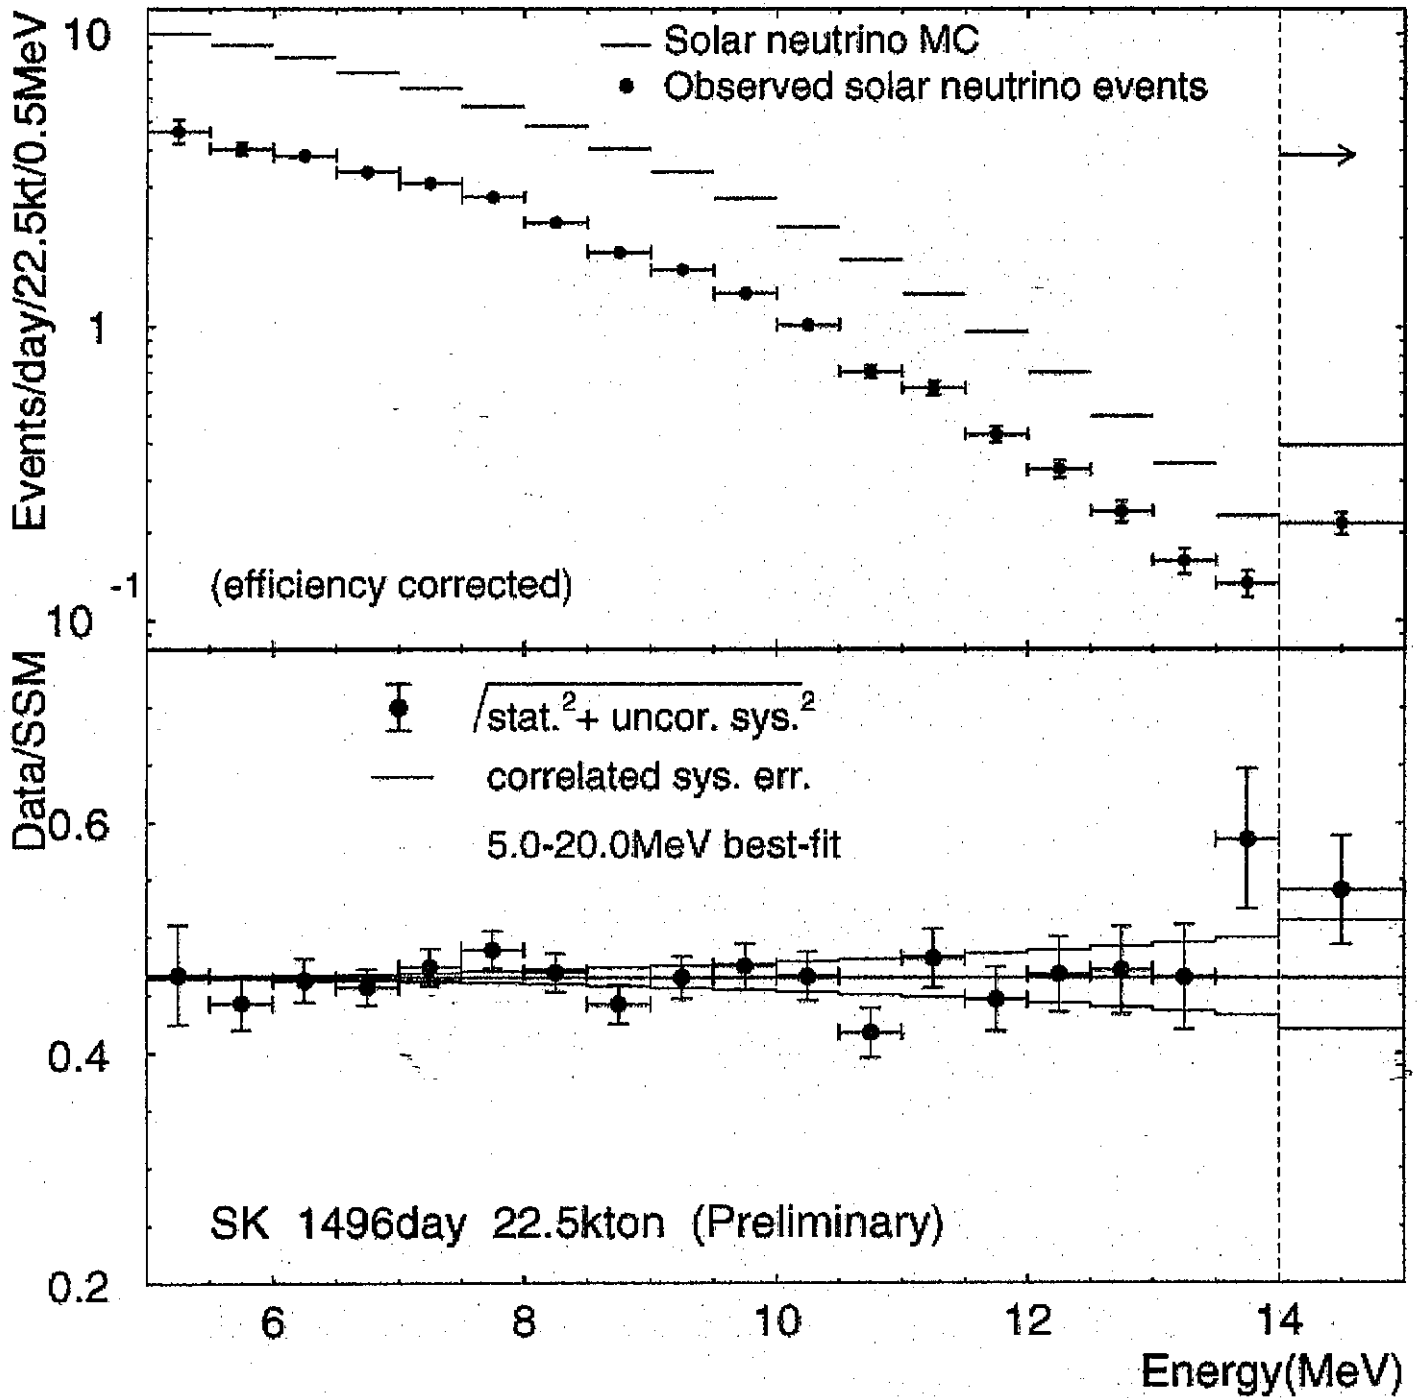 10
Solar neutrino MC
Observed solar neutrino events
Events/day/22.5kt/0.5MeV
1
(efficiency corrected)
10 -1
Data/SSM
√stat.²+ uncor. sys.²
correlated sys. err.
5.0-20.0MeV best-fit
0.6
0.4
SK 1496day 22.5kton (Preliminary)
0.2
6 8 10 12 14
Energy(MeV)